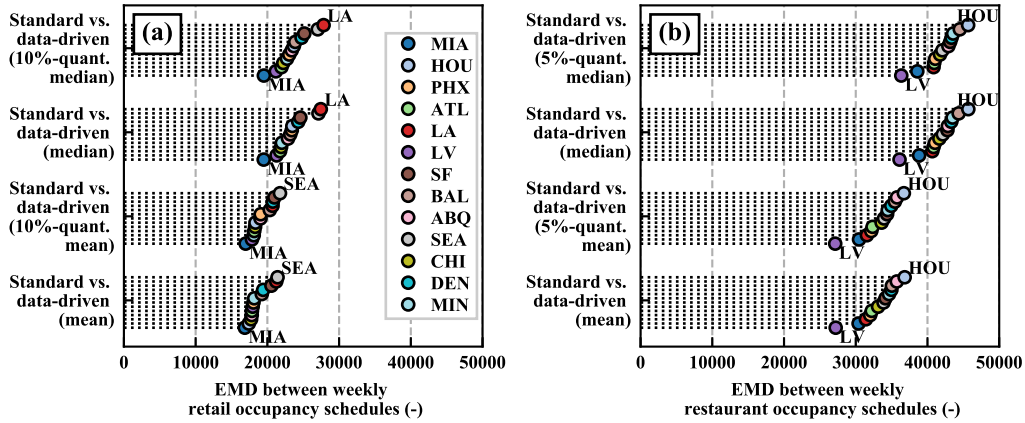 (a)
Standard vs.
data-driven
(10%-quant.
median)
Standard vs.
data-driven
(median)
Standard vs.
data-driven
(10%-quant.
mean)
Standard vs.
data-driven
(mean)
LA
MIA
LA
MIA
SEA
MIA
SEA
MIA
MIA
HOU
PHX
ATL
LA
LV
SF
BAL
ABQ
SEA
CHI
DEN
MIN
0 10000 20000 30000 40000 50000
EMD between weekly
retail occupancy schedules (-)
(b)
Standard vs.
data-driven
(5%-quant.
median)
Standard vs.
data-driven
(median)
Standard vs.
data-driven
(5%-quant.
mean)
Standard vs.
data-driven
(mean)
HOU
LV
HOU
LV
HOU
LV
HOU
LV
0 10000 20000 30000 40000 50000
EMD between weekly
restaurant occupancy schedules (-)